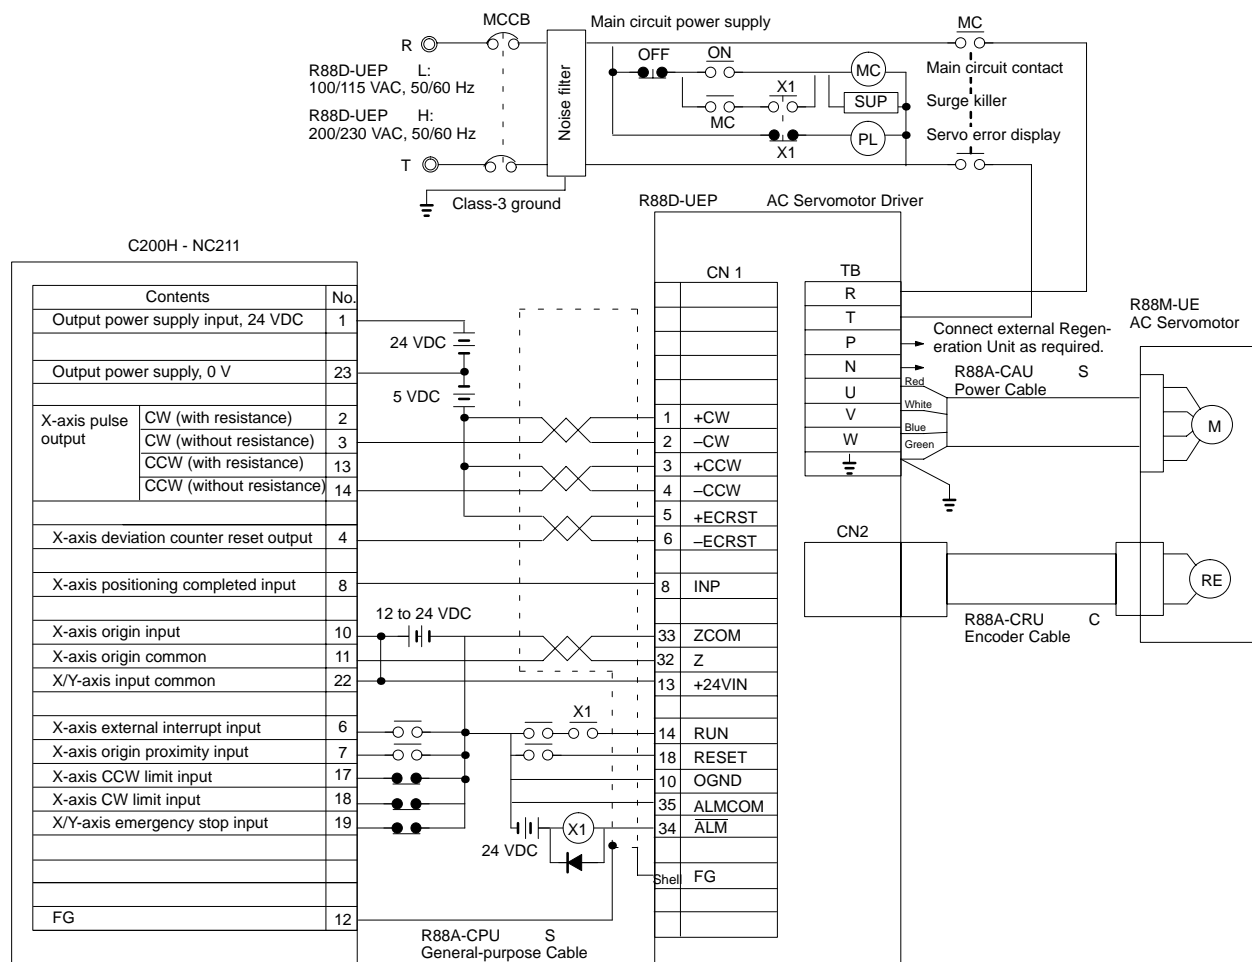 MCCB
Main circuit power supply
MC
R
OFF
ON
R88D-UEP L:
100/115 VAC, 50/60 Hz
MC
Main circuit contact
X1
SUP
Surge killer
R88D-UEP H:
200/230 VAC, 50/60 Hz
Noise filter
MC
PL
Servo error display
X1
T
Class-3 ground
R88D-UEP
AC Servomotor Driver
C200H - NC211
CN 1
TB
Contents No.
Output power supply input, 24 VDC 1
24 VDC
Output power supply, 0 V 23
5 VDC
X-axis pulse
output
CW (with resistance) 2
CW (without resistance) 3
CCW (with resistance) 13
CCW (without resistance) 14
X-axis deviation counter reset output 4
X-axis positioning completed input 8
12 to 24 VDC
X-axis origin input 10
X-axis origin common 11
X/Y-axis input common 22
X-axis external interrupt input 6
X-axis origin proximity input 7
X-axis CCW limit input 17
X-axis CW limit input 18
X/Y-axis emergency stop input 19
FG 12
X1
X1
24 VDC
R88A-CPU S
General-purpose Cable
1 +CW
2 –CW
3 +CCW
4 –CCW
5 +ECRST
6 –ECRST
8 INP
33 ZCOM
32 Z
13 +24VIN
14 RUN
18 RESET
10 OGND
35 ALMCOM
34 ALM
Shell FG
R
T
P
N
U
V
W
Connect external Regen-
eration Unit as required.
R88A-CAU S
Power Cable
Red
White
Blue
Green
R88M-UE
AC Servomotor
M
CN2
RE
R88A-CRU C
Encoder Cable